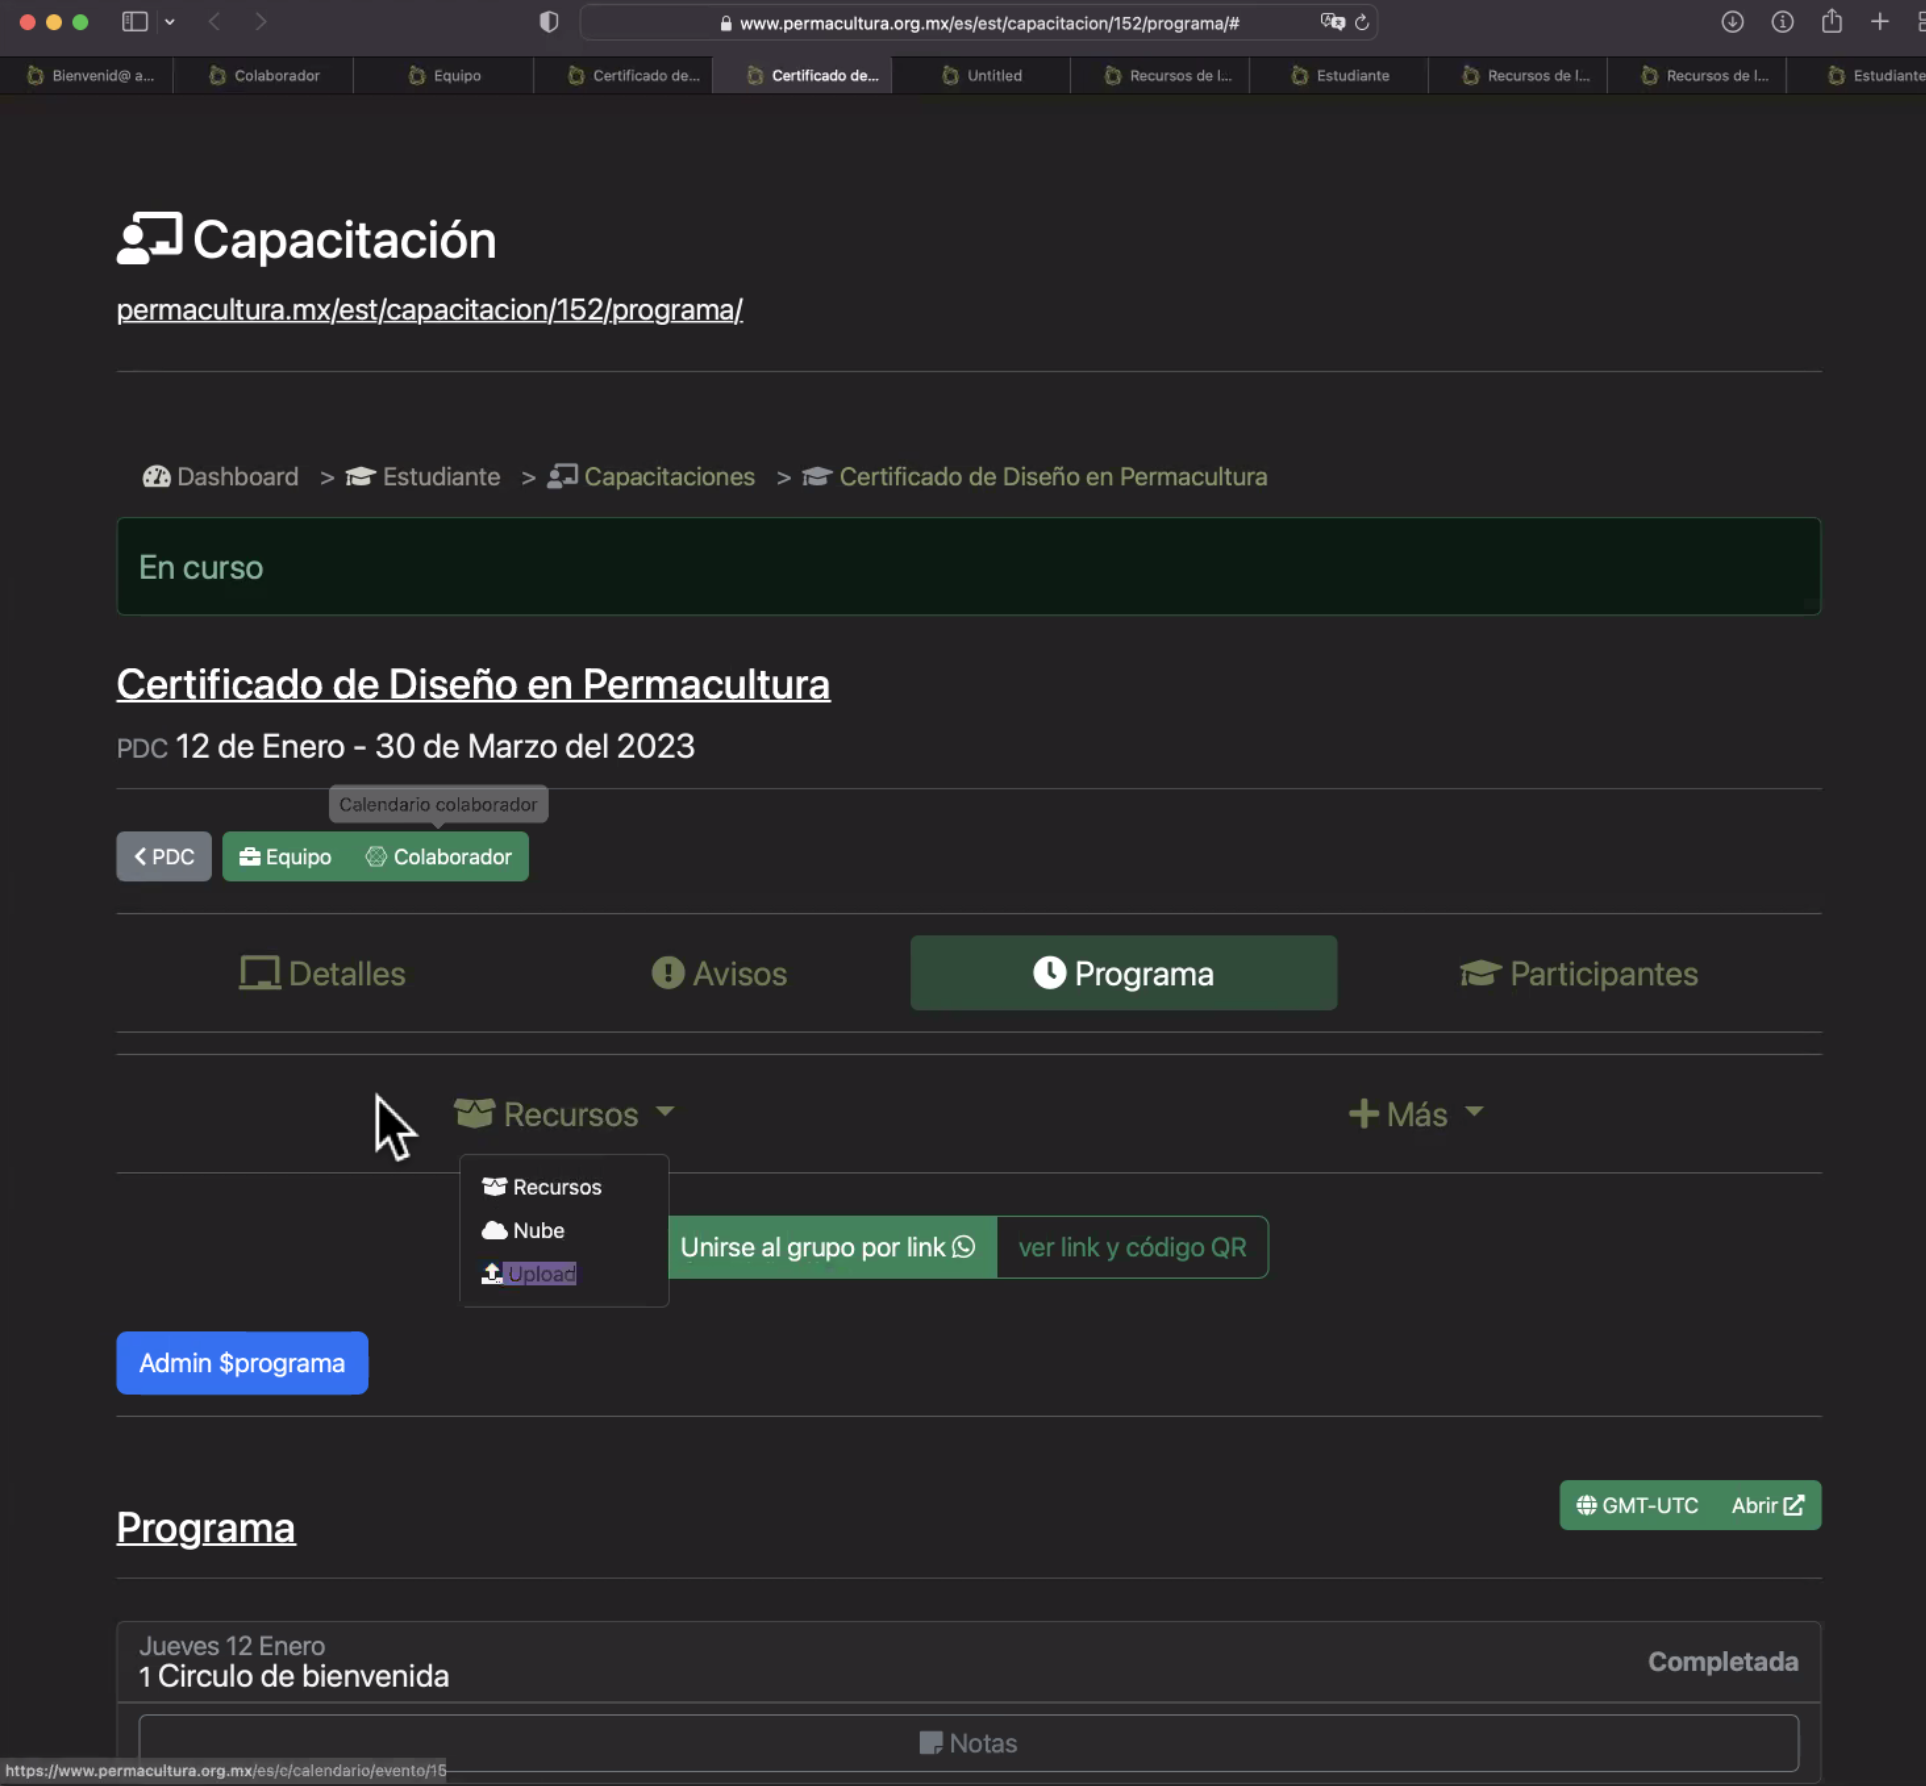 www.permacultura.org.mx/es/est/capacitacion/152/programa/#
Bienvenid@ a...
Colaborador
Equipo
Certificado de...
Certificado de...
Untitled
Recursos de l...
Estudiante
Recursos de l...
Recursos de l...
Estudiante
Capacitación
permacultura.mx/est/capacitacion/152/programa/
Dashboard > Estudiante > Capacitaciones > Certificado de Diseño en Permacultura
En curso
Certificado de Diseño en Permacultura
PDC 12 de Enero - 30 de Marzo del 2023
Calendario colaborador
PDC
Equipo
Colaborador
Detalles
Avisos
Programa
Participantes
Recursos
Más
Recursos
Nube
Upload
Unirse al grupo por link
ver link y código QR
Admin $programa
GMT-UTC
Abrir
Programa
Jueves 12 Enero
1 Circulo de bienvenida
Completada
Notas
https://www.permacultura.org.mx/es/c/calendario/evento/15